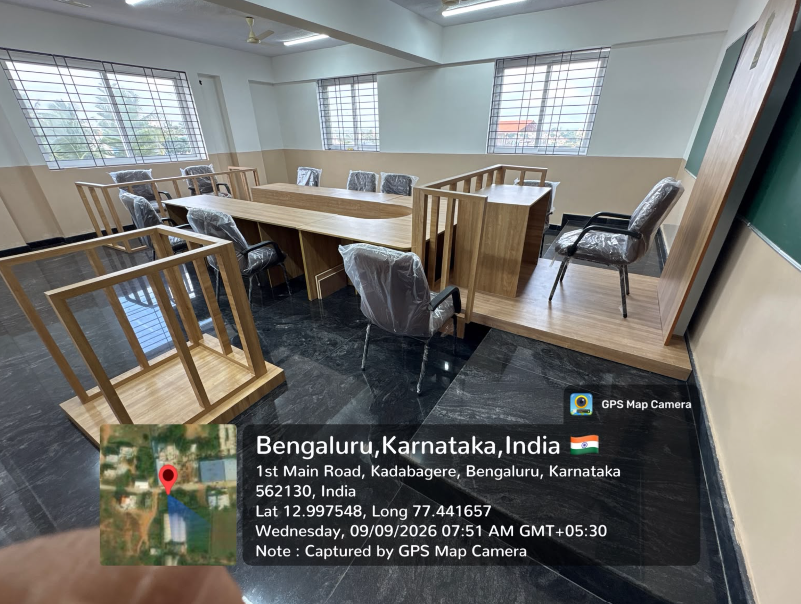 GPS Map Camera
Bengaluru,Karnataka,India 🇮🇳
1st Main Road, Kadabagere, Bengaluru, Karnataka
562130, India
Lat 12.997548, Long 77.441657
Wednesday, 09/09/2026 07:51 AM GMT+05:30
Note : Captured by GPS Map Camera